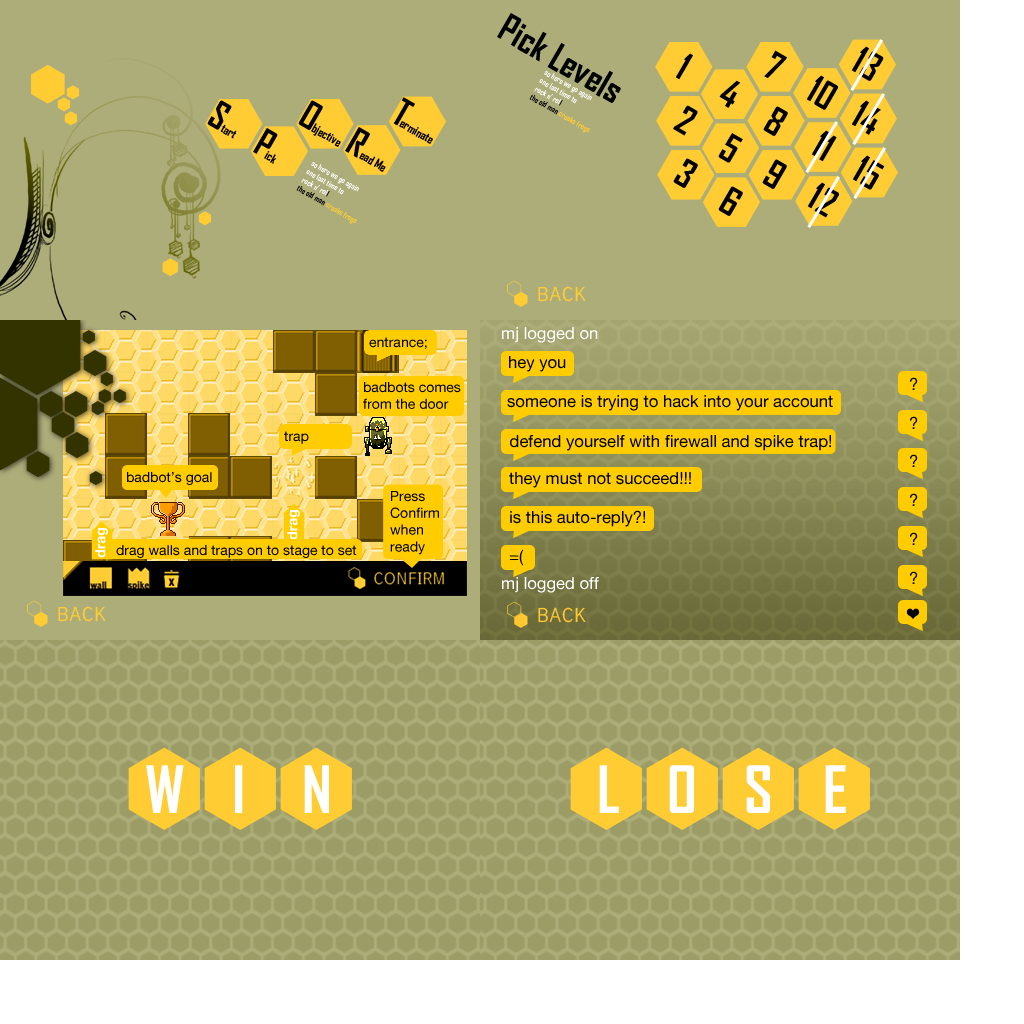 Start
Pick
Objective
Read Me
Terminate
so here we go again
one last time to
rock n' roll
the old man
Pick Levels
so here we go again
one last time to
rock n' roll
the old man
1
2
3
4
5
6
7
8
9
10
11
12
13
14
15
BACK
entrance;
badbots comes
from the door
trap
badbot's goal
Press
Confirm
when
ready
drag
drag
drag walls and traps on to stage to set
wall
spike
X
CONFIRM
BACK
mj logged on
hey you
someone is trying to hack into your account
defend yourself with firewall and spike trap!
they must not succeed!!!
is this auto-reply?!
=(
mj logged off
?
?
?
?
?
?
BACK
WIN
LOSE